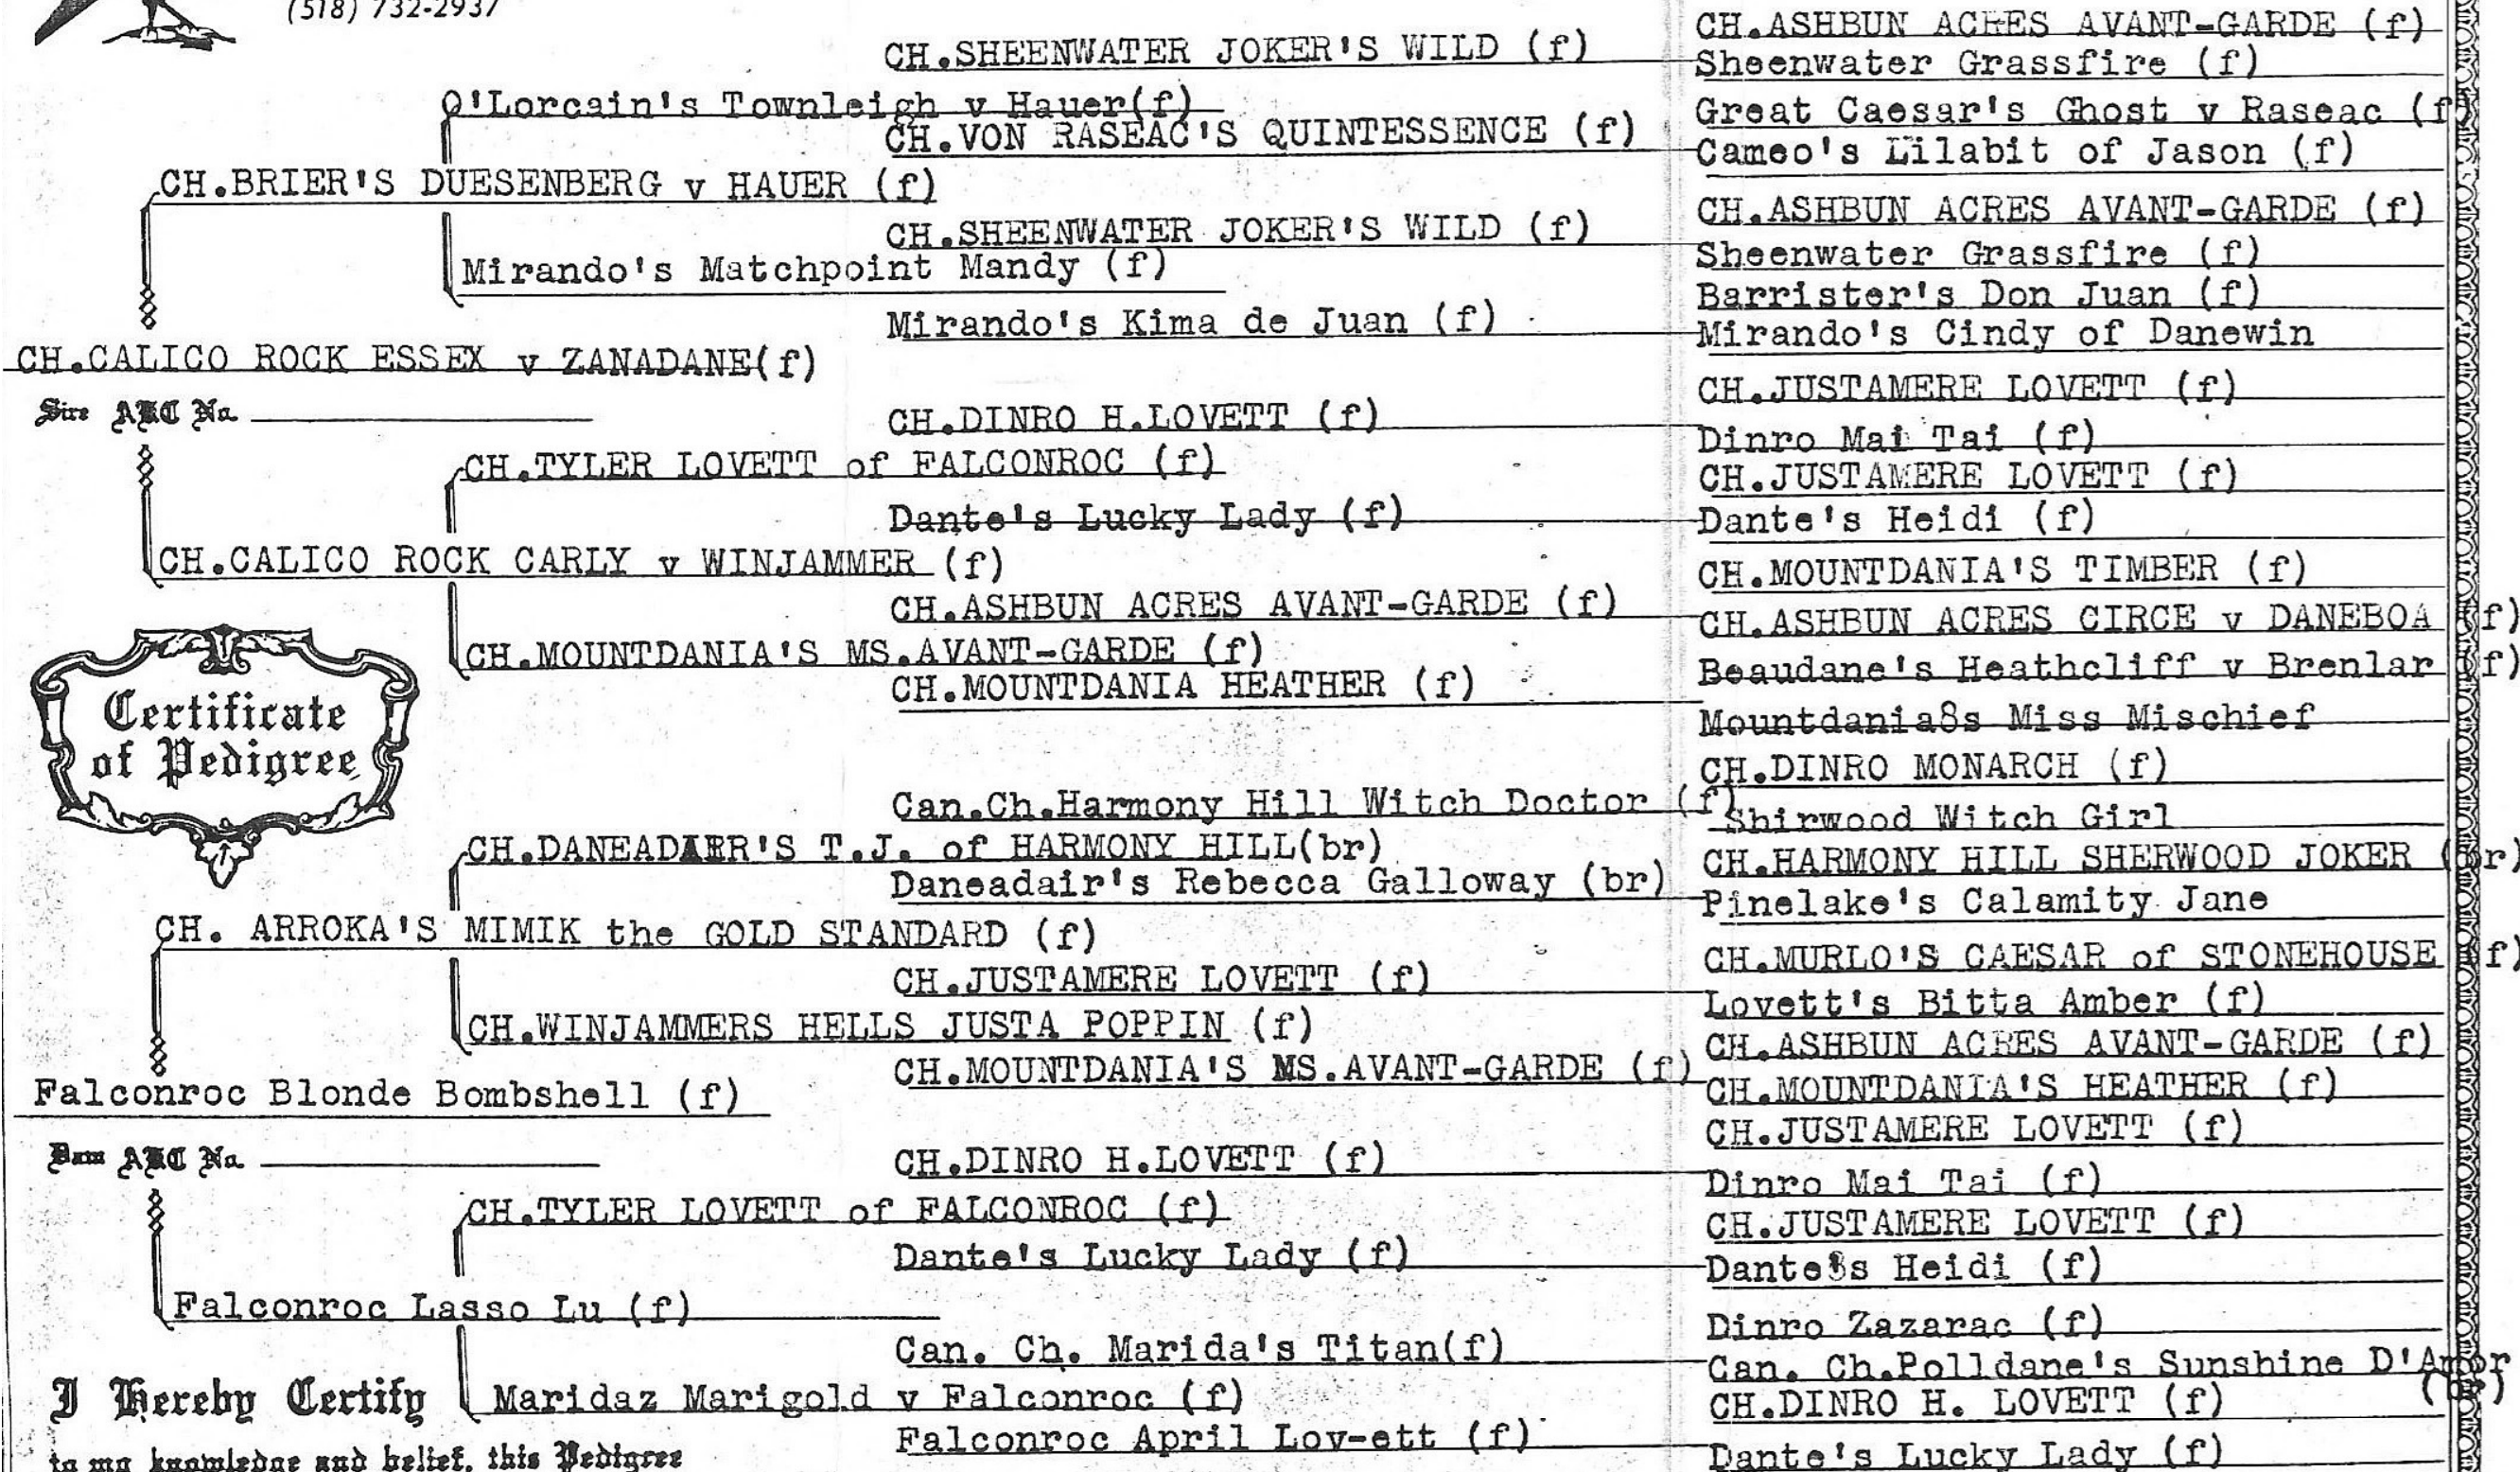 (518) 732-2937
CH.ASHBUN ACRES AVANT-GARDE (f)
CH.SHEENWATER JOKER'S WILD (f)
Sheenwater Grassfire (f)
O'Lorcain's Townleigh v Hauer(f)
Great Caesar's Ghost v Raseac (f)
CH.VON RASEAC'S QUINTESSENCE (f)
Cameo's Lilabit of Jason (f)
CH.BRIER'S DUESENBERG v HAUER (f)
CH.ASHBUN ACRES AVANT-GARDE (f)
CH.SHEENWATER JOKER'S WILD (f)
Sheenwater Grassfire (f)
Mirando's Matchpoint Mandy (f)
Barrister's Don Juan (f)
Mirando's Kima de Juan (f)
Mirando's Cindy of Danewin
CH.CALICO ROCK ESSEX v ZANADANE(f)
CH.JUSTAMERE LOVETT (f)
Sire AKC No.
CH.DINRO H.LOVETT (f)
Dinro Mai Tai (f)
CH.TYLER LOVETT of FALCONROC (f)
CH.JUSTAMERE LOVETT (f)
Dante's Lucky Lady (f)
Dante's Heidi (f)
CH.CALICO ROCK CARLY v WINJAMMER (f)
CH.MOUNTDANIA'S TIMBER (f)
CH.ASHBUN ACRES AVANT-GARDE (f)
CH.ASHBUN ACRES CIRCE v DANEBOA (f)
CH.MOUNTDANIA'S MS.AVANT-GARDE (f)
Beaudane's Heathcliff v Brenlar (f)
CH.MOUNTDANIA HEATHER (f)
Mountdania8s Miss Mischief
Certificate
of Pedigree
CH.DINRO MONARCH (f)
Can.Ch.Harmony Hill Witch Doctor (f)
Shirwood Witch Girl
CH.DANEADAIR'S T.J. of HARMONY HILL(br)
CH.HARMONY HILL SHERWOOD JOKER (br)
Daneadair's Rebecca Galloway (br)
Pinelake's Calamity Jane
CH. ARROKA'S MIMIK the GOLD STANDARD (f)
CH.MURLO'S CAESAR of STONEHOUSE (f)
CH.JUSTAMERE LOVETT (f)
Lovett's Bitta Amber (f)
CH.WINJAMMERS HELLS JUSTA POPPIN (f)
CH.ASHBUN ACRES AVANT-GARDE (f)
CH.MOUNTDANIA'S MS.AVANT-GARDE (f)
CH.MOUNTDANIA'S HEATHER (f)
Falconroc Blonde Bombshell (f)
CH.JUSTAMERE LOVETT (f)
Dam AKC No.
CH.DINRO H.LOVETT (f)
Dinro Mai Tai (f)
CH.TYLER LOVETT of FALCONROC (f)
CH.JUSTAMERE LOVETT (f)
Dante's Lucky Lady (f)
Dante's Heidi (f)
Falconroc Lasso Lu (f)
Dinro Zazarac (f)
Can. Ch. Marida's Titan(f)
Can. Ch.Polldane's Sunshine D'Amor
(br)
Maridaz Marigold v Falconroc (f)
CH.DINRO H. LOVETT (f)
Falconroc April Lov-ett (f)
Dante's Lucky Lady (f)
I Hereby Certify
to my knowledge and belief, this Pedigree